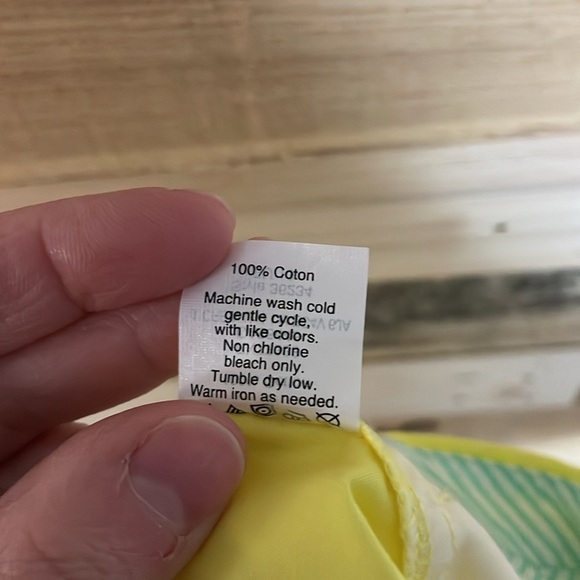 100% Coton
Machine wash cold
gentle cycle,
with like colors.
Non chlorine
bleach only.
Tumble dry low.
Warm iron as needed.